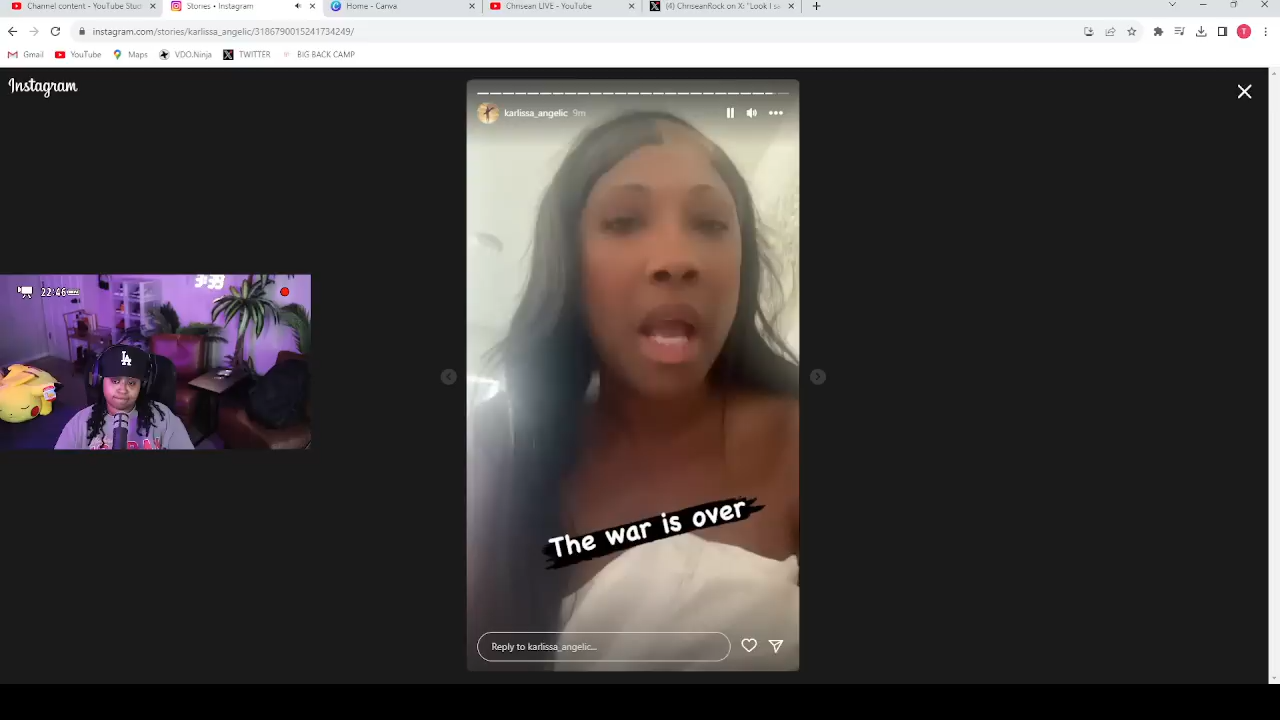 Channel content - YouTube Stud
Stories • Instagram
Home - Canva
Chrisean LIVE - YouTube
(4) ChriseanRock on X: "Look I sa
instagram.com/stories/karlissa_angelic/3186790015241734249/
T
Gmail
YouTube
Maps
VDO.Ninja
TWITTER
BIG BACK CAMP
Instagram
karlissa_angelic 9m
22:46
LA
The war is over
Reply to karlissa_angelic...